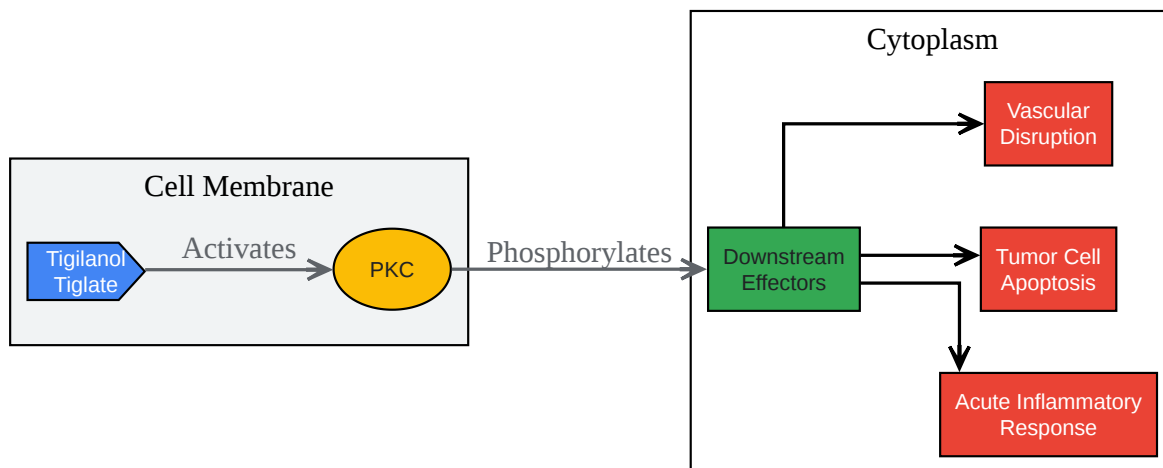 Cell Membrane
Tigilanol
Tiglate
Activates
PKC
Phosphorylates
Cytoplasm
Downstream
Effectors
Vascular
Disruption
Tumor Cell
Apoptosis
Acute Inflammatory
Response